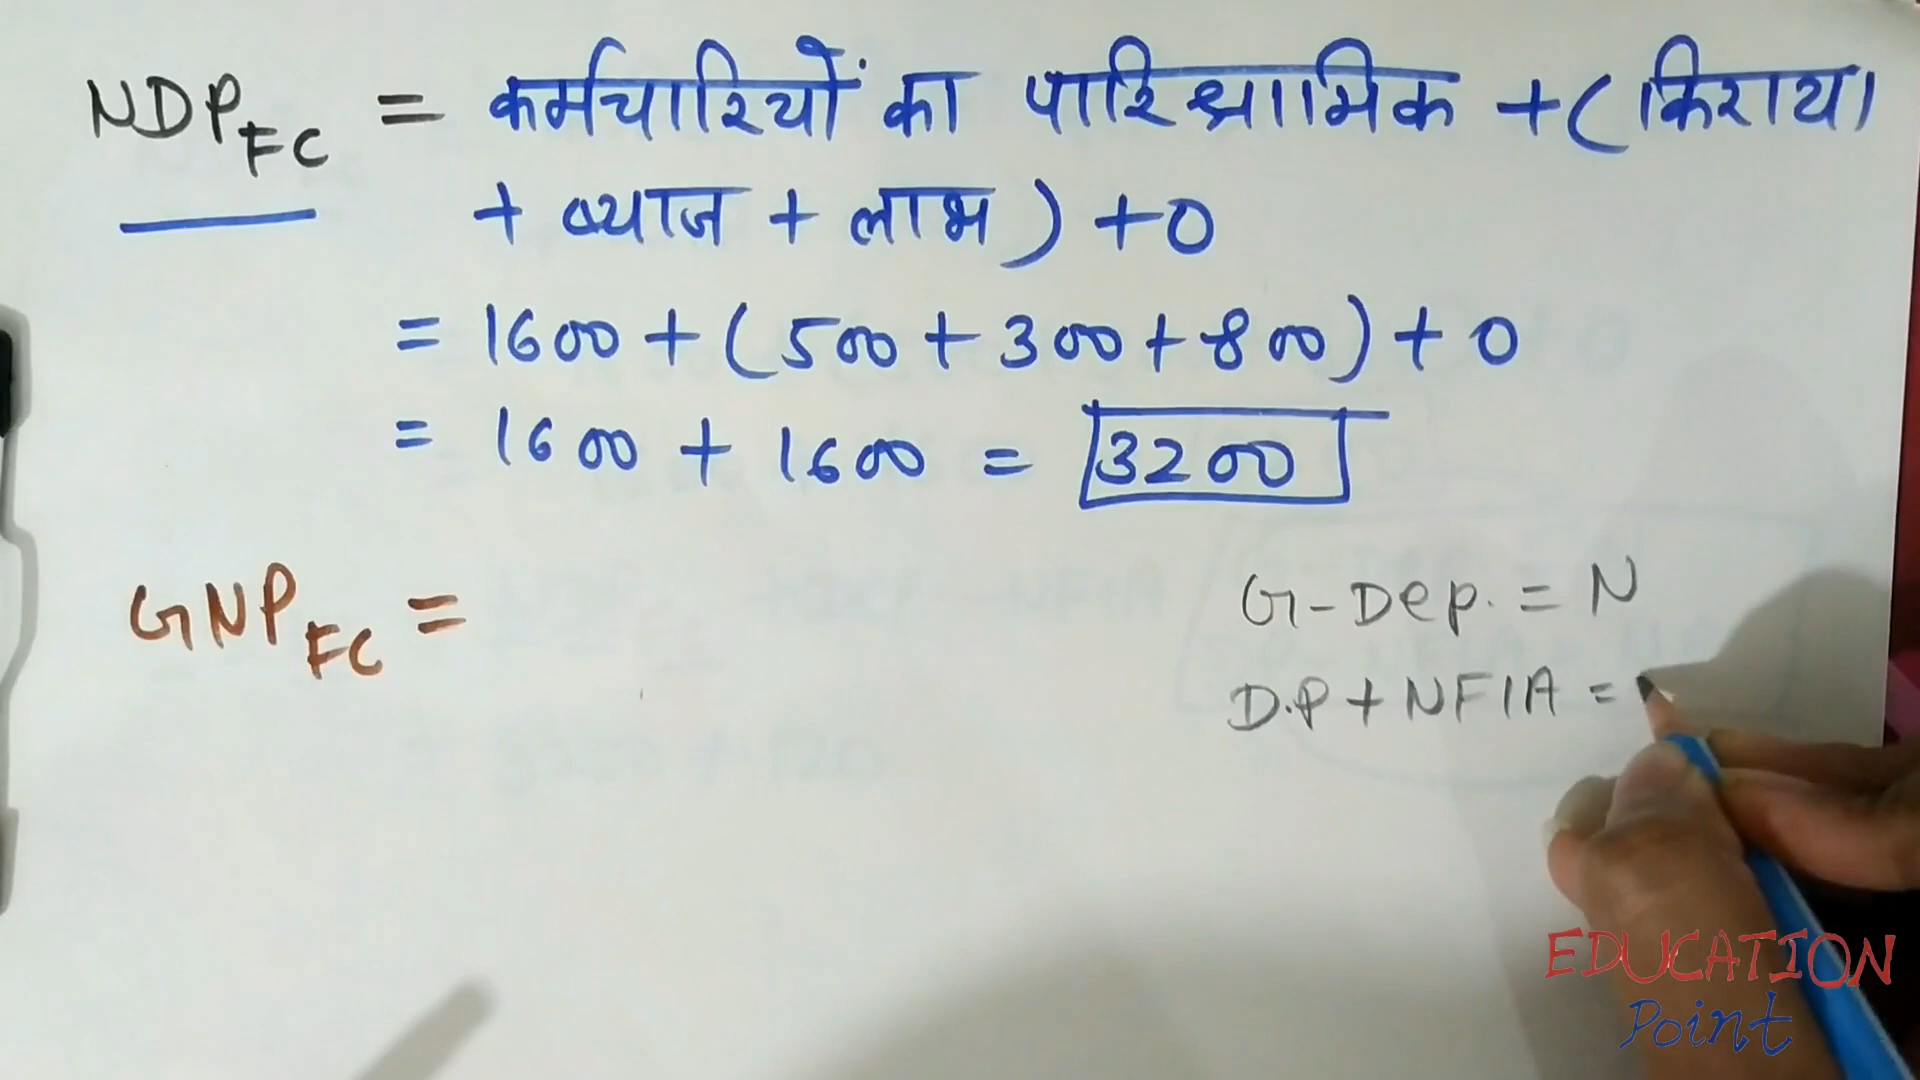 NDP FC = कर्मचारियों का पारिश्रामिक + (किराया
+ ब्याज + लाभ) + 0
= 1600 + (500 + 300 + 800) + 0
= 1600 + 1600 = 3200
GNP FC =
G - Dep. = N
D.P + NFIA =
EDUCATION
Point